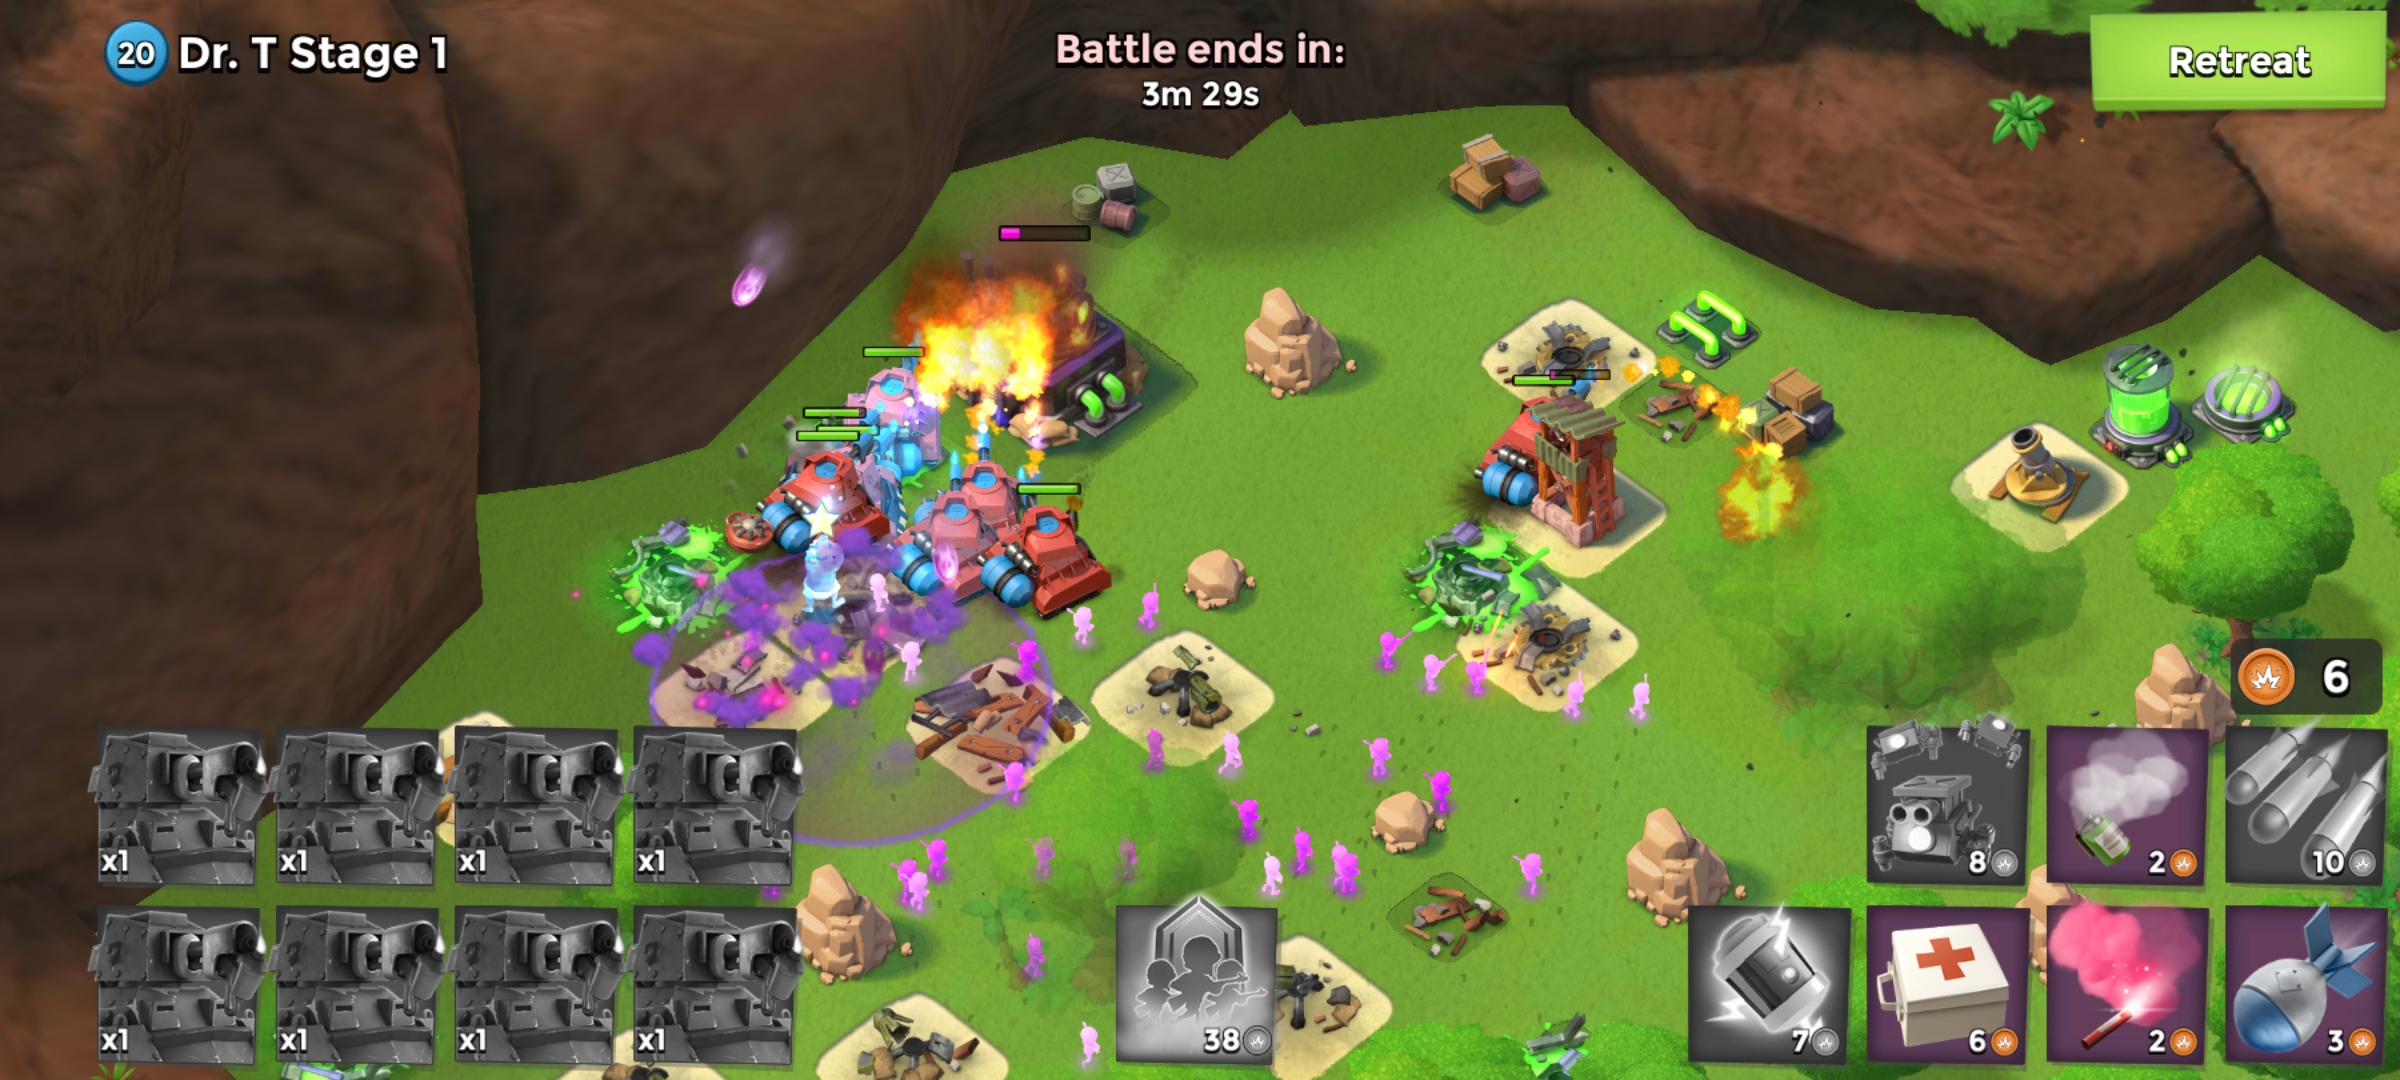 20 Dr. T Stage 1
Battle ends in:
3m 29s
Retreat
6
x1 x1 x1 x1
8 2 10
x1 x1 x1 x1
38 7 6 2 3